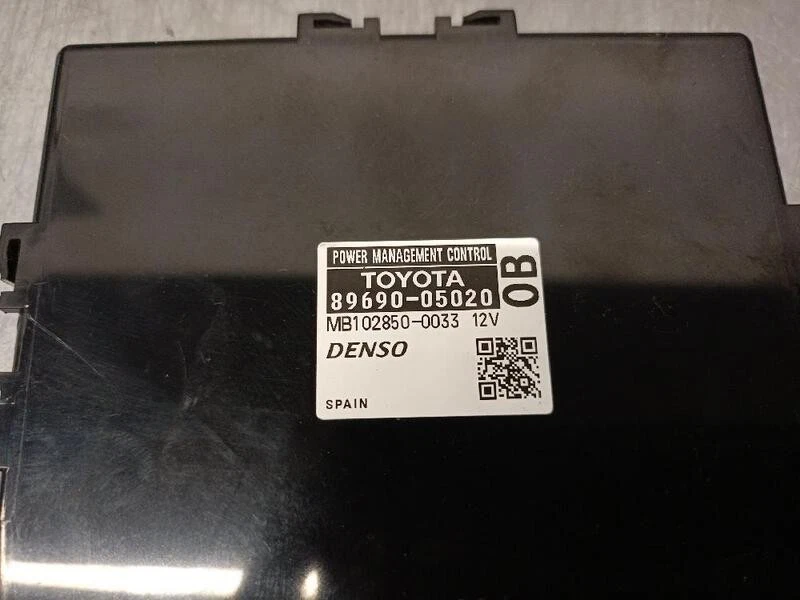 POWER MANAGEMENT CONTROL
TOYOTA
89690-05020
0B
MB102850-0033 12V
DENSO
SPAIN